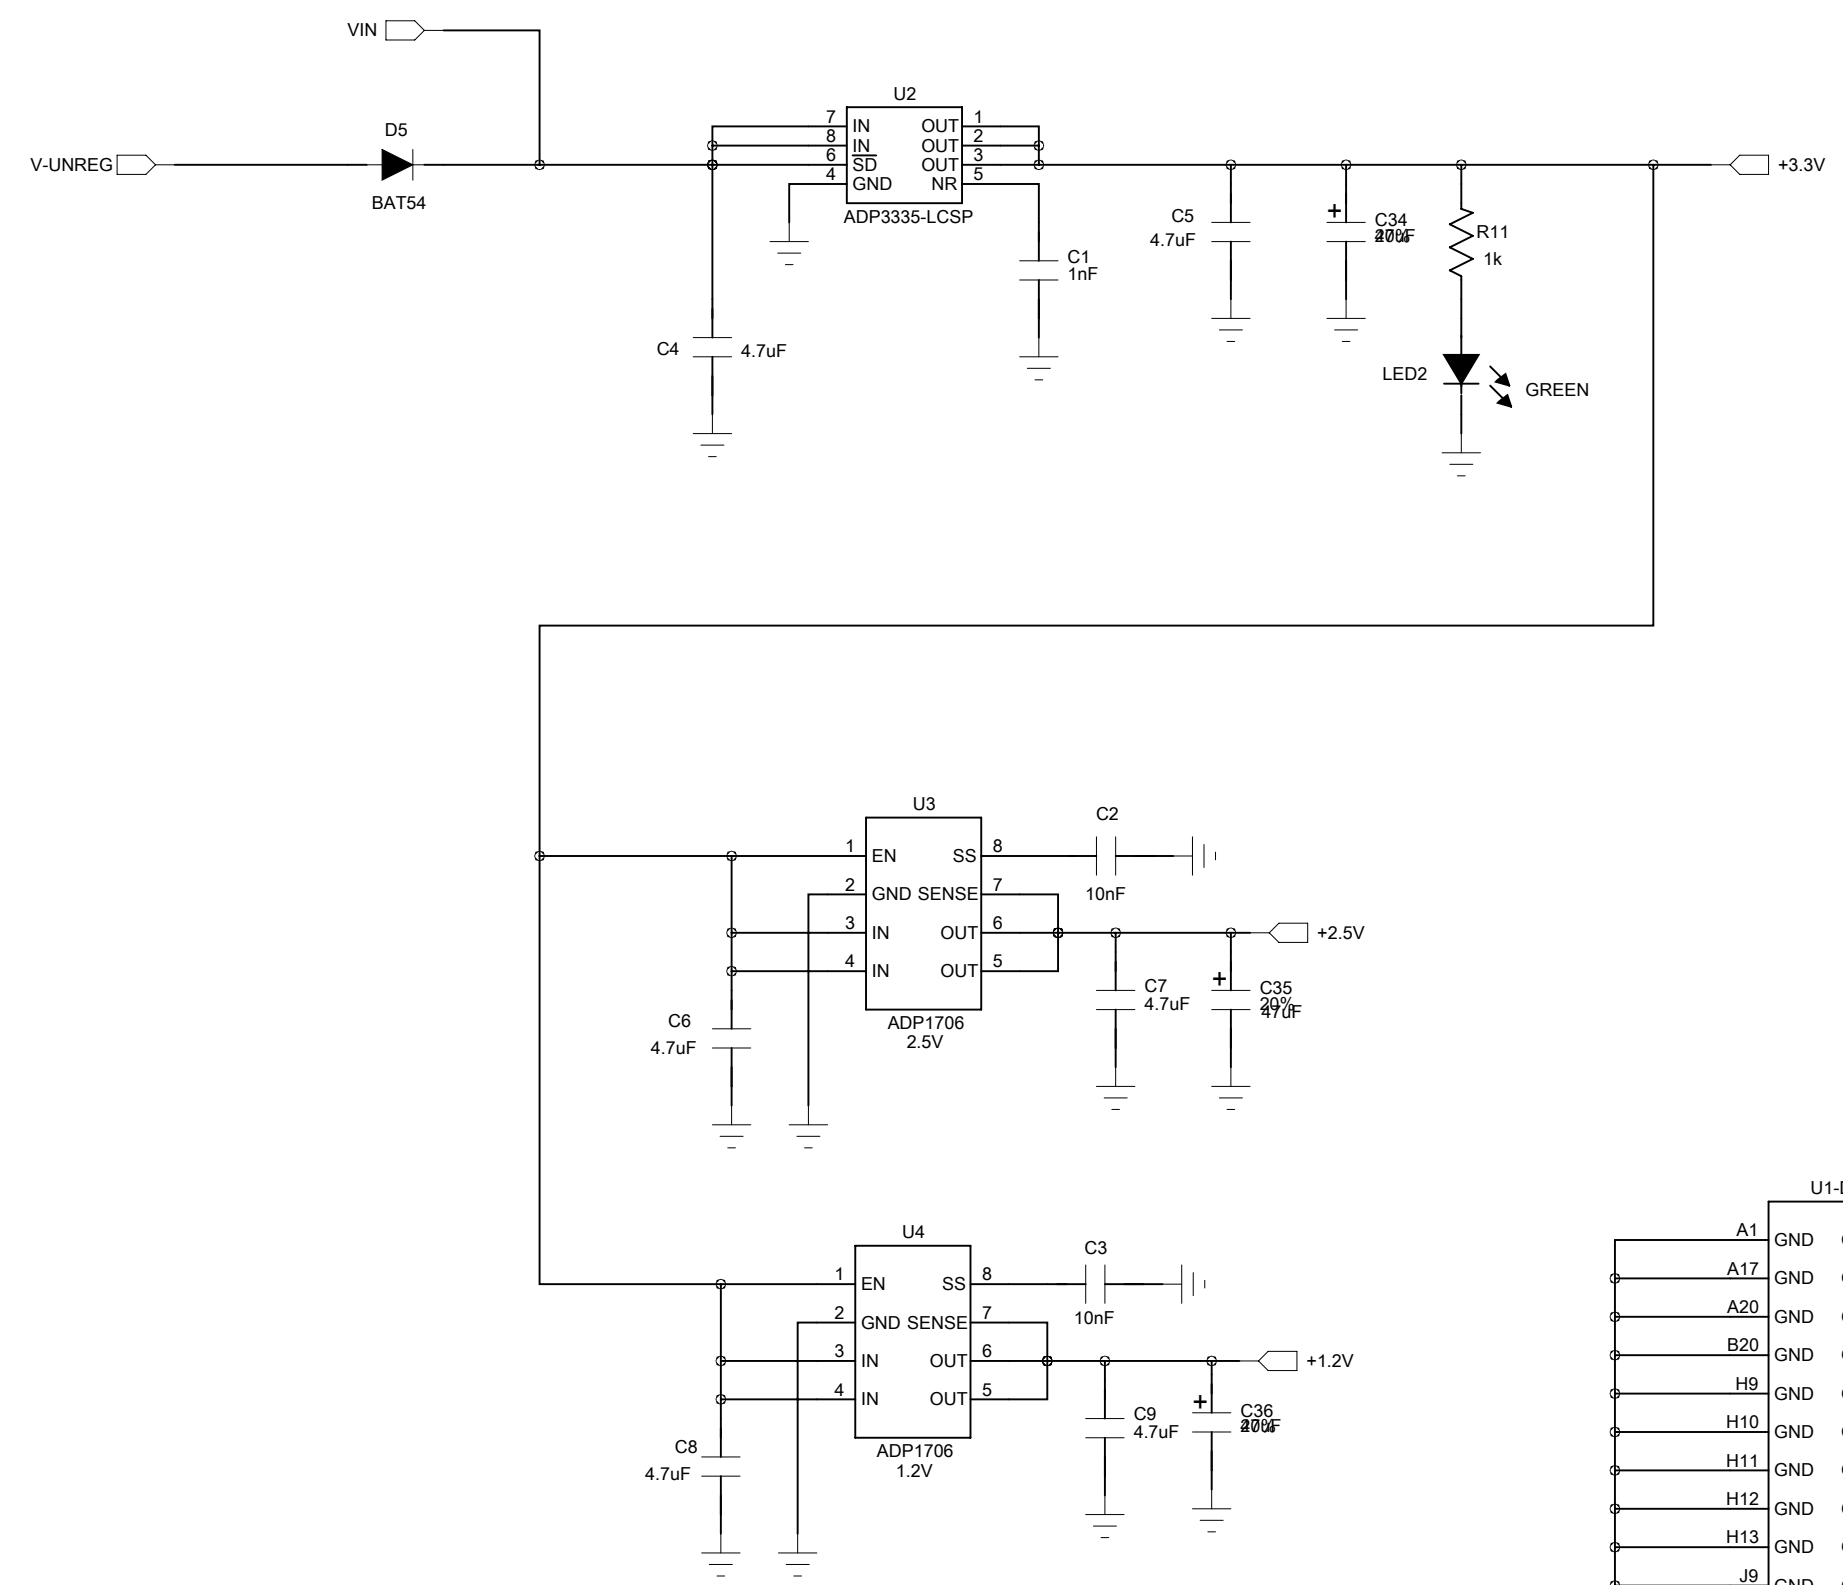 VIN
V-UNREG
D5
BAT54
U2
7 IN OUT 1
8 IN OUT 2
6 SD OUT 3
4 GND NR 5
ADP3335-LCSP
C4 4.7uF
C1
1nF
C5
4.7uF
+
C34
R11
1k
LED2
GREEN
+3.3V
U3
1 EN SS 8
2 GND SENSE 7
3 IN OUT 6
4 IN OUT 5
ADP1706
2.5V
C2
10nF
C6
4.7uF
C7
4.7uF
+
C35
20%
47uF
+2.5V
U4
1 EN SS 8
2 GND SENSE 7
3 IN OUT 6
4 IN OUT 5
ADP1706
1.2V
C3
10nF
C8
4.7uF
C9
4.7uF
+
C36
+1.2V
A1 GND
A17 GND
A20 GND
B20 GND
H9 GND
H10 GND
H11 GND
H12 GND
H13 GND
J9 GND